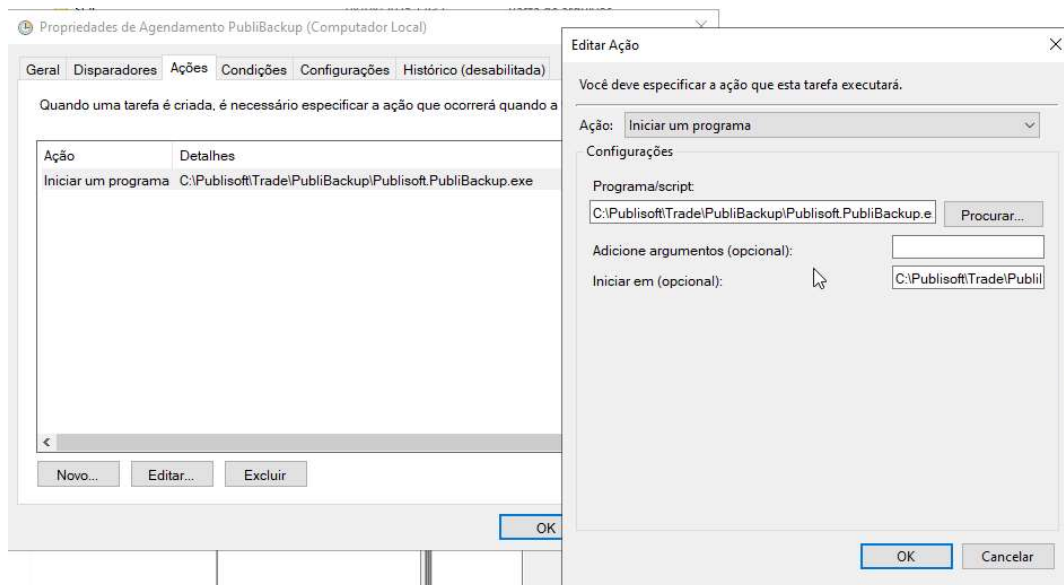 Propriedades de Agendamento PubliBackup (Computador Local)
Geral Disparadores Ações Condições Configurações Histórico (desabilitada)
Quando uma tarefa é criada, é necessário especificar a ação que ocorrerá quando a
Ação Detalhes
Iniciar um programa C:\Publisoft\Trade\PubliBackup\Publisoft.PubliBackup.exe
Novo... Editar... Excluir
OK
Editar Ação
Você deve especificar a ação que esta tarefa executará.
Ação: Iniciar um programa
Configurações
Programa/script:
C:\Publisoft\Trade\PubliBackup\Publisoft.PubliBackup.e Procurar...
Adicione argumentos (opcional):
Iniciar em (opcional): C:\Publisoft\Trade\Publi
OK Cancelar